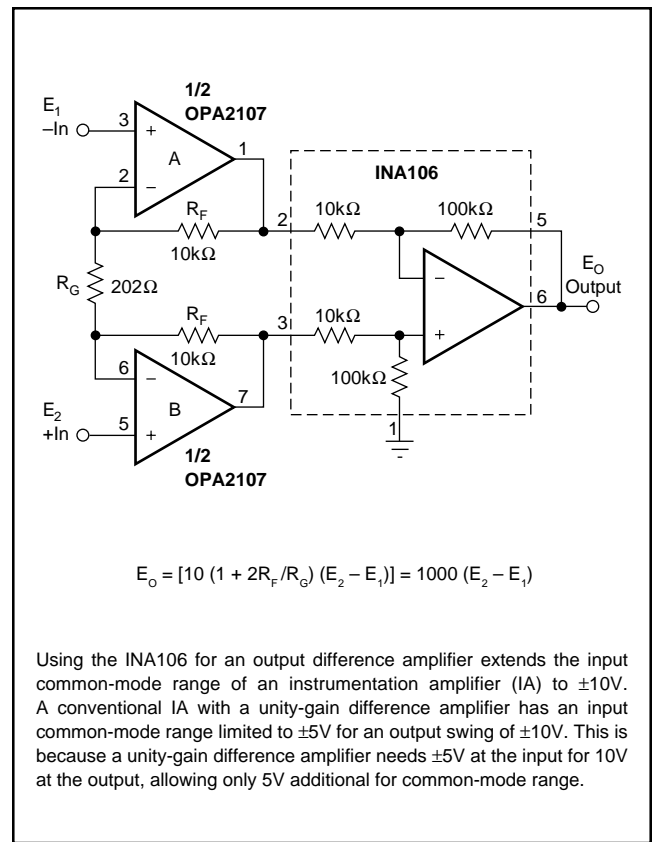 1/2
OPA2107
E1
–In
3
+
A
1
2
–
RF
10kΩ
RG
202Ω
RF
10kΩ
6
–
B
7
E2
+In
5
+
1/2
OPA2107
INA106
2
10kΩ
100kΩ
5
–
6
EO
Output
3
10kΩ
+
100kΩ
1
EO = [10 (1 + 2RF/RG) (E2 – E1)] = 1000 (E2 – E1)
Using the INA106 for an output difference amplifier extends the input
common-mode range of an instrumentation amplifier (IA) to ±10V.
A conventional IA with a unity-gain difference amplifier has an input
common-mode range limited to ±5V for an output swing of ±10V. This is
because a unity-gain difference amplifier needs ±5V at the input for 10V
at the output, allowing only 5V additional for common-mode range.